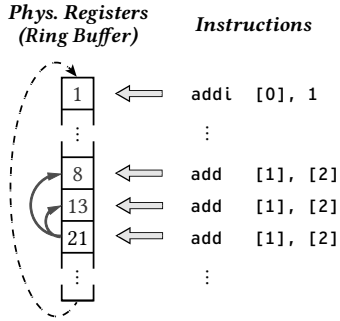 Phys. Registers
(Ring Buffer)
Instructions
1 addi [0], 1
⋮ ⋮
8 add [1], [2]
13 add [1], [2]
21 add [1], [2]
⋮ ⋮